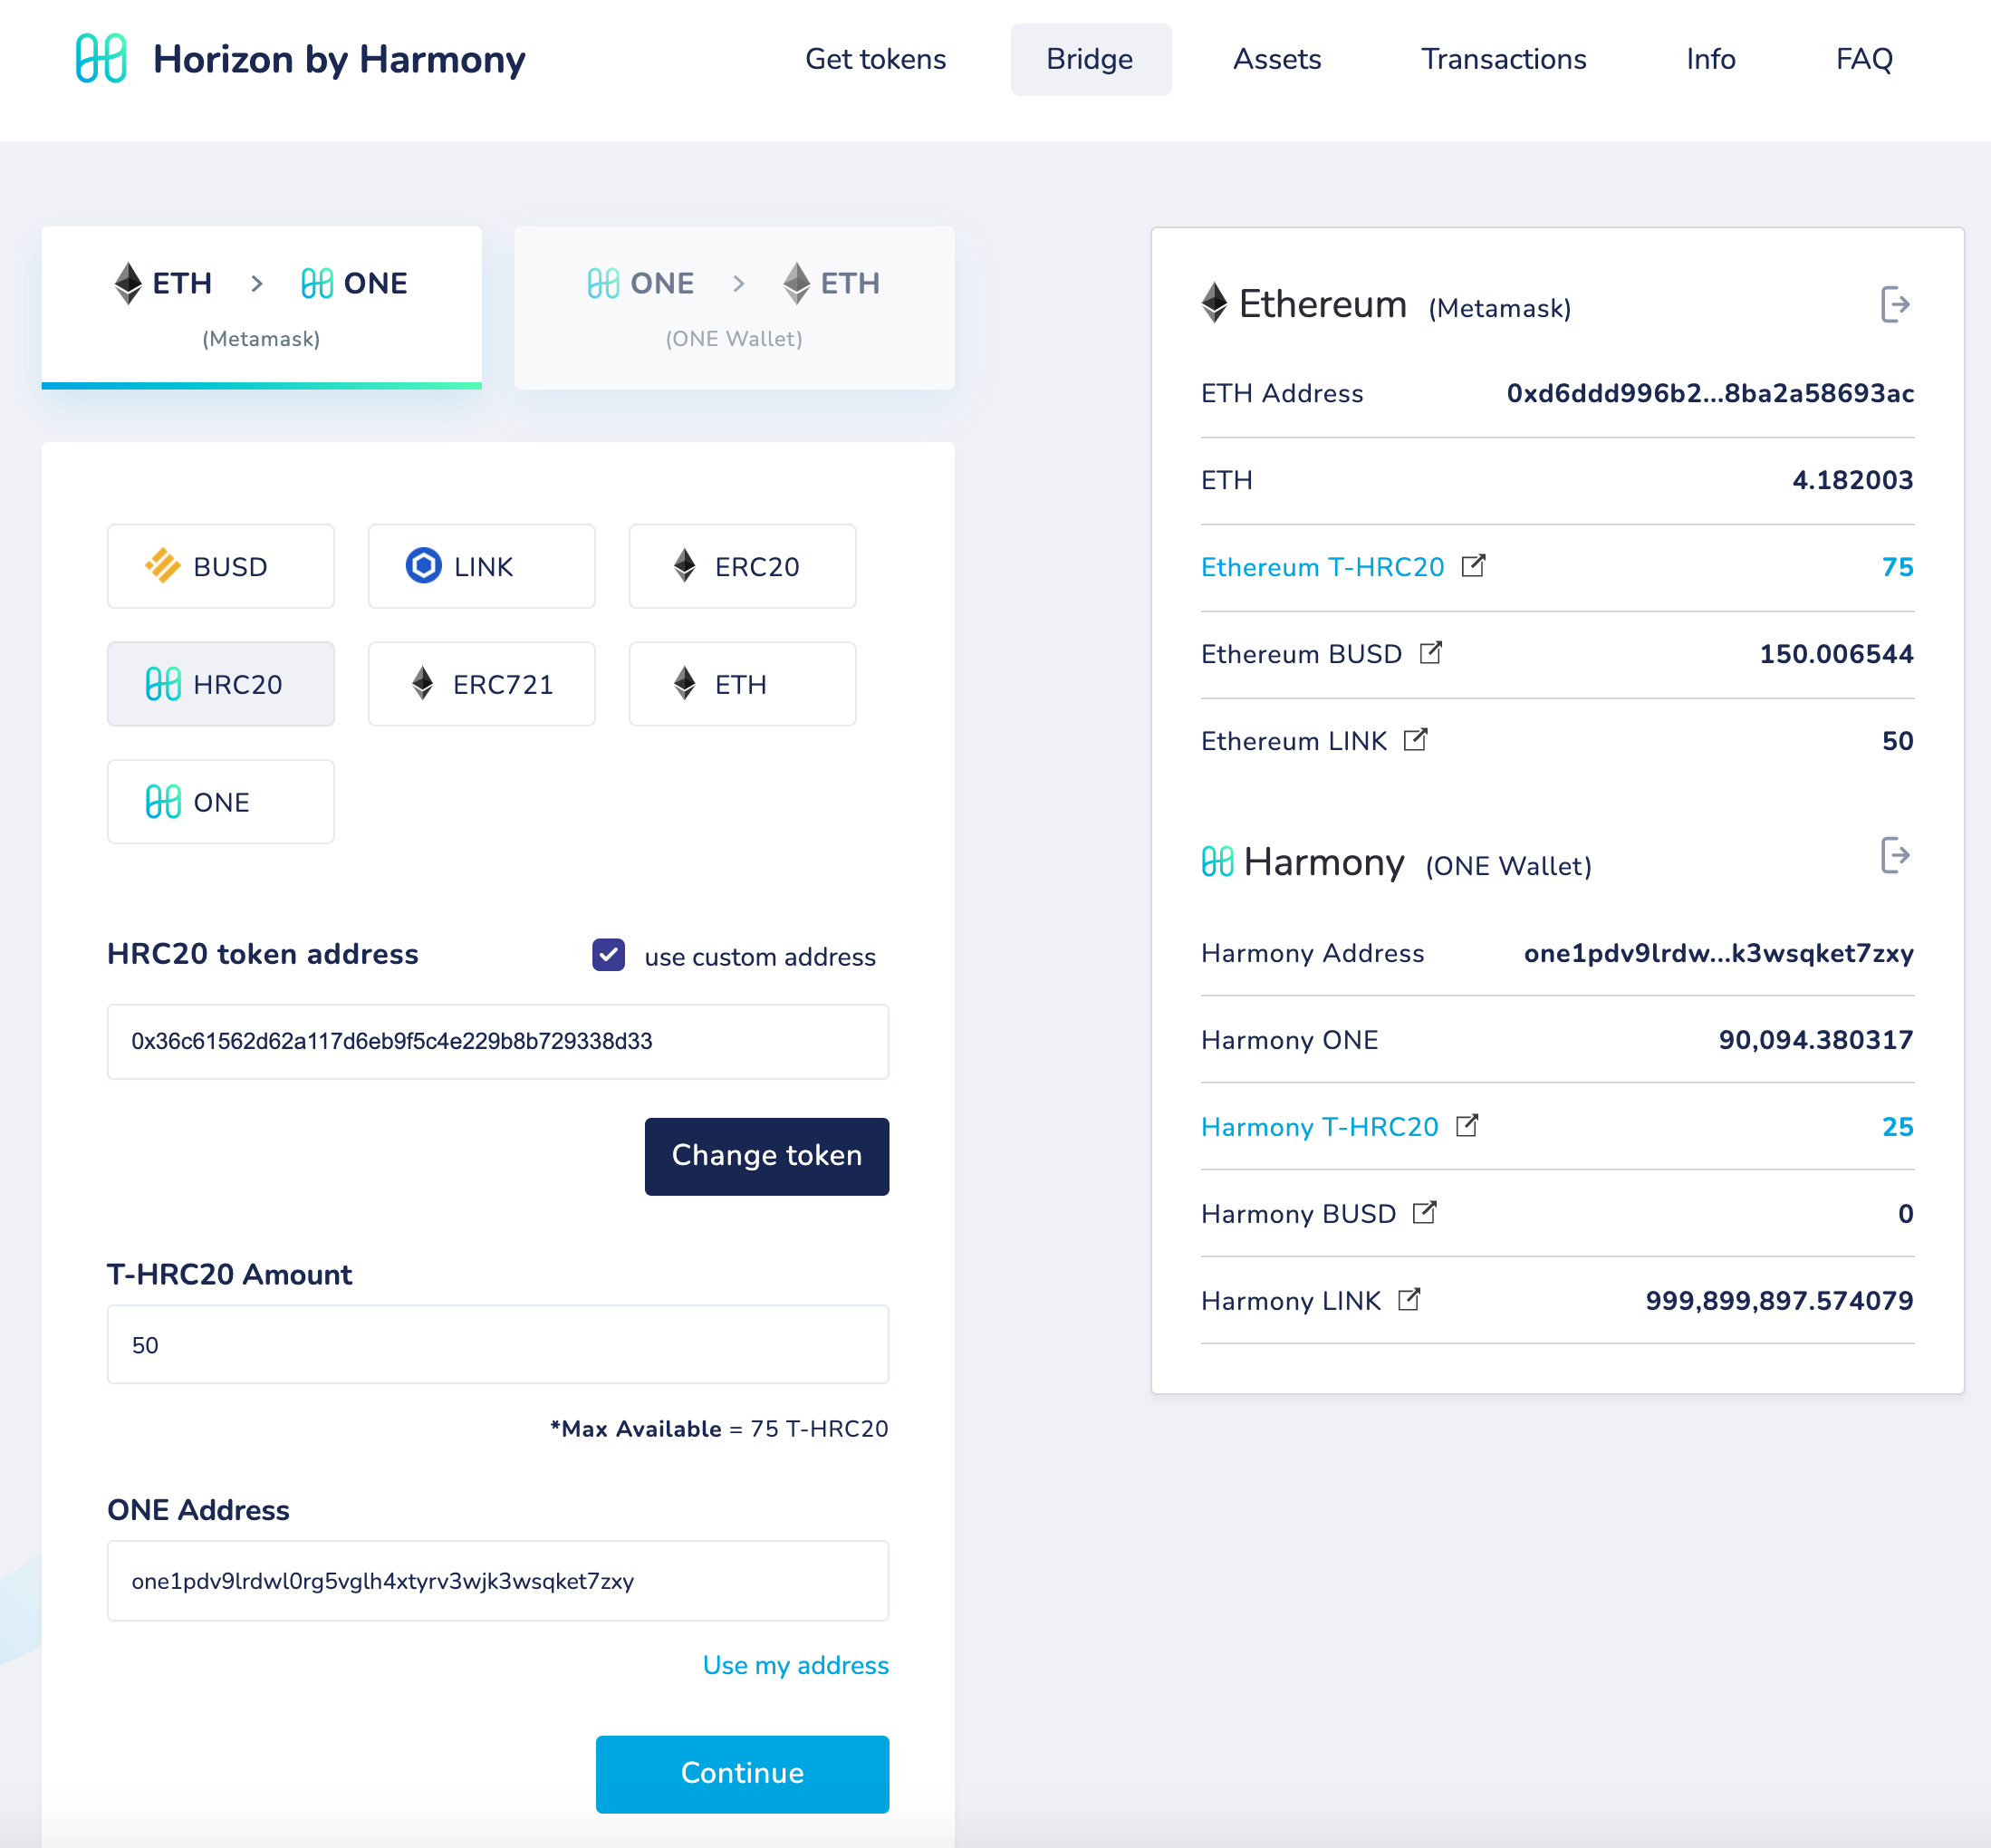 Horizon by Harmony
Get tokens
Bridge
Assets
Transactions
Info
FAQ
ETH > ONE
(Metamask)
ONE > ETH
(ONE Wallet)
BUSD
LINK
ERC20
HRC20
ERC721
ETH
ONE
HRC20 token address
use custom address
0x36c61562d62a117d6eb9f5c4e229b8b729338d33
Change token
T-HRC20 Amount
50
*Max Available = 75 T-HRC20
ONE Address
one1pdv9lrdwl0rg5vglh4xtyrv3wjk3wsqket7zxy
Use my address
Continue
Ethereum (Metamask)
ETH Address 0xd6ddd996b2...8ba2a58693ac
ETH 4.182003
Ethereum T-HRC20 75
Ethereum BUSD 150.006544
Ethereum LINK 50
Harmony (ONE Wallet)
Harmony Address one1pdv9lrdw...k3wsqket7zxy
Harmony ONE 90,094.380317
Harmony T-HRC20 25
Harmony BUSD 0
Harmony LINK 999,899,897.574079